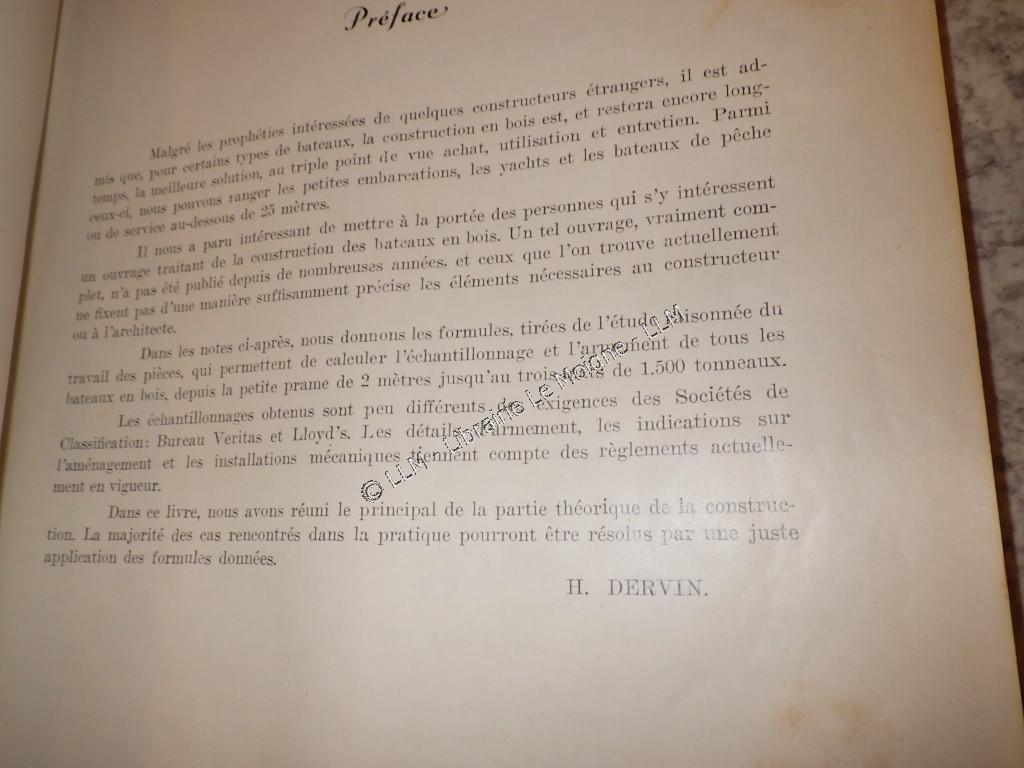 Préface
Malgré les prophéties intéressées de quelques constructeurs étrangers, il est ad-
mis que, pour certains types de bateaux, la construction en bois est, et restera encore long-
temps, la meilleure solution, au triple point de vue achat, utilisation et entretien. Parmi
ceux-ci, nous pouvons ranger les petites embarcations, les yachts et les bateaux de pêche
ou de service au-dessous de 25 mètres.
Il nous a paru intéressant de mettre à la portée des personnes qui s'y intéressent
un ouvrage traitant de la construction des bateaux en bois. Un tel ouvrage, vraiment com-
plet, n'a pas été publié depuis de nombreuses années, et ceux que l'on trouve actuellement
ne fixent pas d'une manière suffisamment précise les éléments nécessaires au constructeur
ou à l'architecte.
Dans les notes ci-après, nous donnons les formules, tirées de l'étude raisonnée du
travail des pièces, qui permettent de calculer l'échantillonnage et l'armement de tous les
bateaux en bois, depuis la petite prame de 2 mètres jusqu'au trois-mâts de 1.500 tonneaux.
Les échantillonnages obtenus sont peu différents des exigences des Sociétés de
Classification: Bureau Veritas et Lloyd's. Les détails d'armement, les indications sur
l'aménagement et les installations mécaniques tiennent compte des règlements actuelle-
ment en vigueur.
Dans ce livre, nous avons réuni le principal de la partie théorique de la construc-
tion. La majorité des cas rencontrés dans la pratique pourront être résolus par une juste
application des formules données.
H. DERVIN.
© LLM - Librairie Le Moigne - LLM